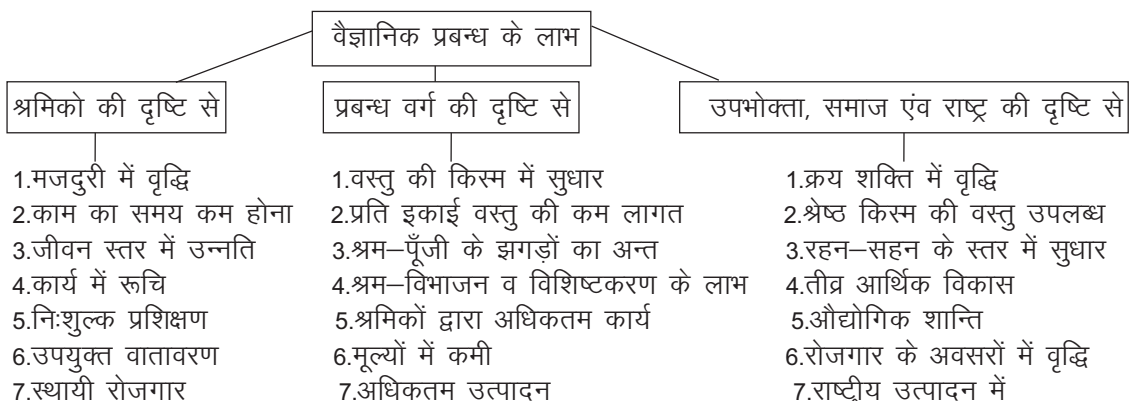 वैज्ञानिक प्रबन्ध के लाभ
श्रमिको की दृष्टि से
1.मजदुरी में वृद्धि
2.काम का समय कम होना
3.जीवन स्तर में उन्नति
4.कार्य में रूचि
5.निःशुल्क प्रशिक्षण
6.उपयुक्त वातावरण
7.स्थायी रोजगार
प्रबन्ध वर्ग की दृष्टि से
1.वस्तु की किस्म में सुधार
2.प्रति इकाई वस्तु की कम लागत
3.श्रम–पूँजी के झगड़ों का अन्त
4.श्रम–विभाजन व विशिष्टकरण के लाभ
5.श्रमिकों द्वारा अधिकतम कार्य
6.मूल्यों में कमी
7.अधिकतम उत्पादन
उपभोक्ता, समाज एंव राष्ट्र की दृष्टि से
1.क्रय शक्ति में वृद्धि
2.श्रेष्ठ किस्म की वस्तु उपलब्ध
3.रहन–सहन के स्तर में सुधार
4.तीव्र आर्थिक विकास
5.औद्योगिक शान्ति
6.रोजगार के अवसरों में वृद्धि
7.राष्ट्रीय उत्पादन में